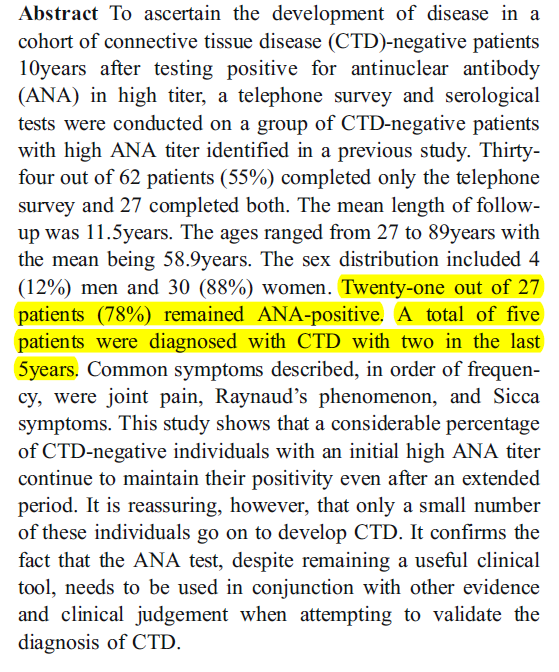 Abstract To ascertain the development of disease in a
cohort of connective tissue disease (CTD)-negative patients
10years after testing positive for antinuclear antibody
(ANA) in high titer, a telephone survey and serological
tests were conducted on a group of CTD-negative patients
with high ANA titer identified in a previous study. Thirty-
four out of 62 patients (55%) completed only the telephone
survey and 27 completed both. The mean length of follow-
up was 11.5years. The ages ranged from 27 to 89years with
the mean being 58.9years. The sex distribution included 4
(12%) men and 30 (88%) women. Twenty-one out of 27
patients (78%) remained ANA-positive. A total of five
patients were diagnosed with CTD with two in the last
5years. Common symptoms described, in order of frequen-
cy, were joint pain, Raynaud’s phenomenon, and Sicca
symptoms. This study shows that a considerable percentage
of CTD-negative individuals with an initial high ANA titer
continue to maintain their positivity even after an extended
period. It is reassuring, however, that only a small number
of these individuals go on to develop CTD. It confirms the
fact that the ANA test, despite remaining a useful clinical
tool, needs to be used in conjunction with other evidence
and clinical judgement when attempting to validate the
diagnosis of CTD.